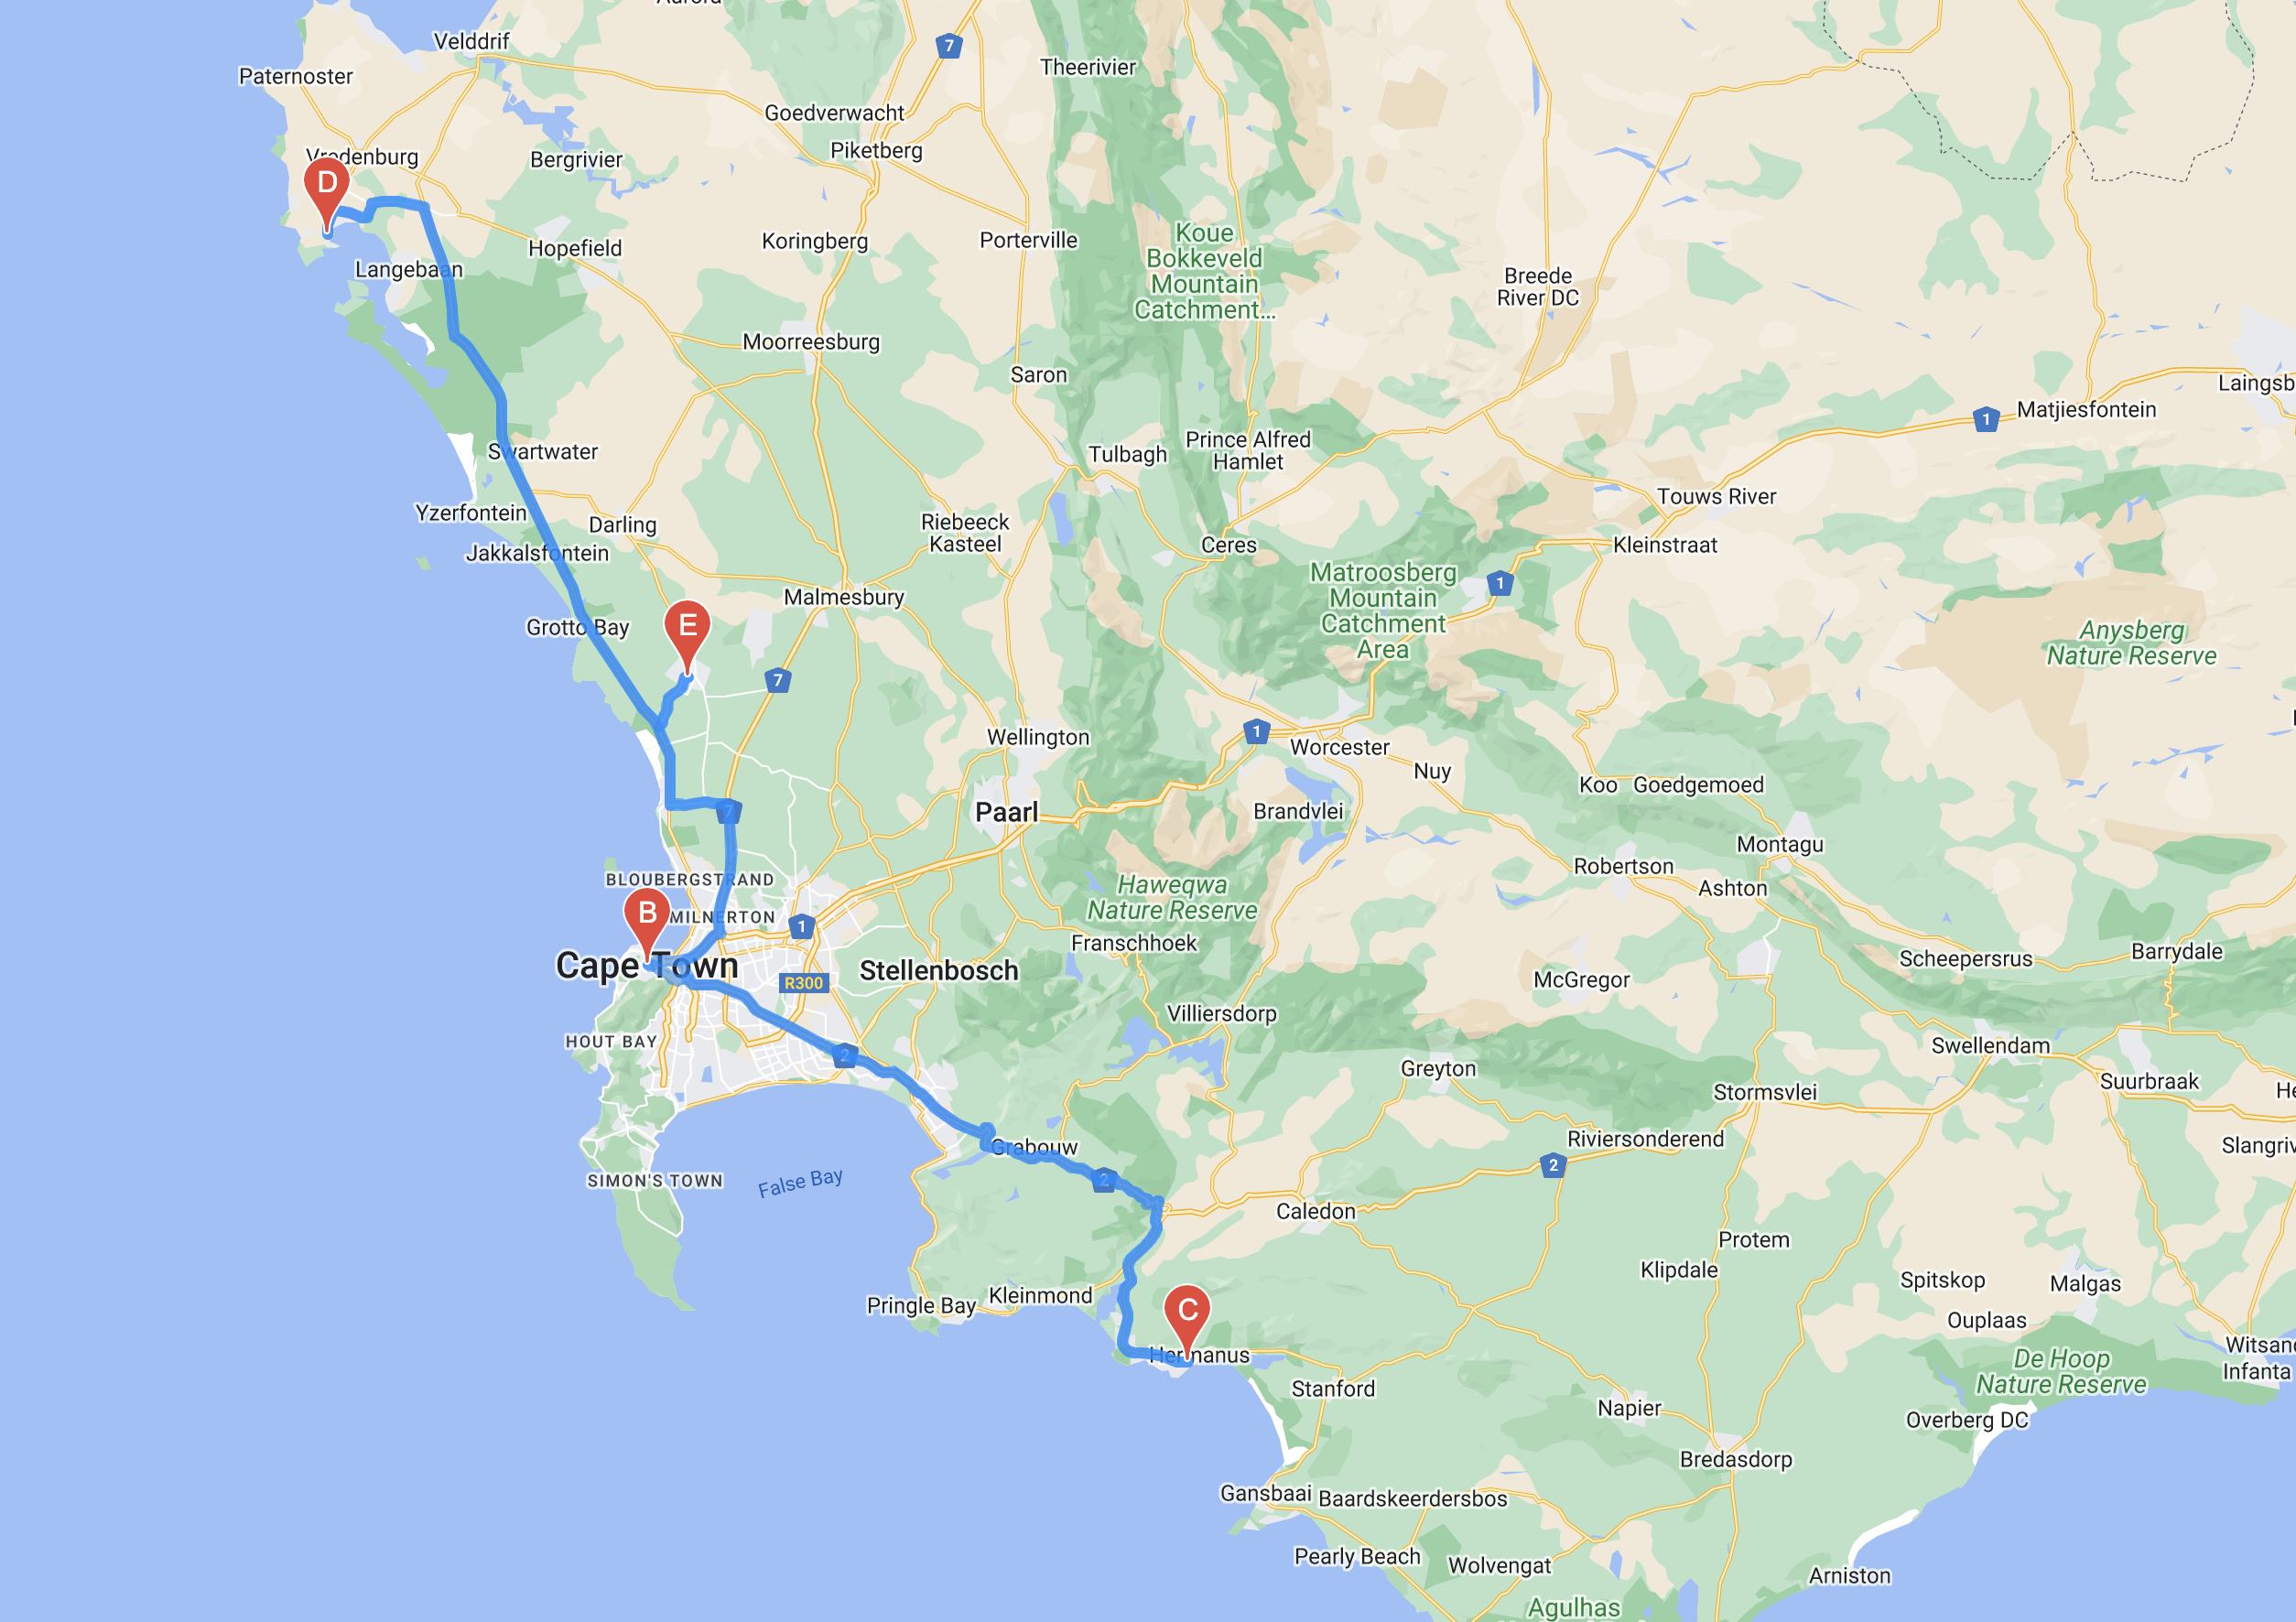 Aurora
Velddrif
7
Theerivier
Paternoster
Goedverwacht
Vredenburg
Bergrivier
Piketberg
D
Koue
Bokkeveld
Mountain
Catchment...
Hopefield
Koringberg
Porterville
Langebaan
Breede
River DC
Moorreesburg
Saron
Laingsb
Matjiesfontein
1
Swartwater
Tulbagh
Prince Alfred
Hamlet
Touws River
Yzerfontein
Darling
Riebeeck
Kasteel
Jakkalsfontein
Ceres
Kleinstraat
Matroosberg
Mountain
Catchment
Area
1
Malmesbury
Grotto Bay
E
Anysberg
Nature Reserve
7
Wellington
1
Worcester
Nuy
Koo
Goedgemoed
7
Paarl
Brandvlei
Montagu
BLOUBERGSTRAND
Robertson
Ashton
Haweqwa
Nature Reserve
B
MILNERTON
1
Franschhoek
Cape Town
Stellenbosch
R300
McGregor
Scheepersrus
Barrydale
Villiersdorp
HOUT BAY
2
Greyton
Swellendam
Suurbraak
He
Stormsvlei
Grabouw
Riviersonderend
Slangriv
SIMON'S TOWN
False Bay
2
2
Caledon
Protem
Klipdale
Spitskop
Malgas
Pringle Bay
Kleinmond
C
Ouplaas
Hermanus
Witsan
Infanta
De Hoop
Nature Reserve
Stanford
Napier
Overberg DC
Bredasdorp
Gansbaai
Baardskeerdersbos
Pearly Beach
Wolvengat
Arniston
Agulhas